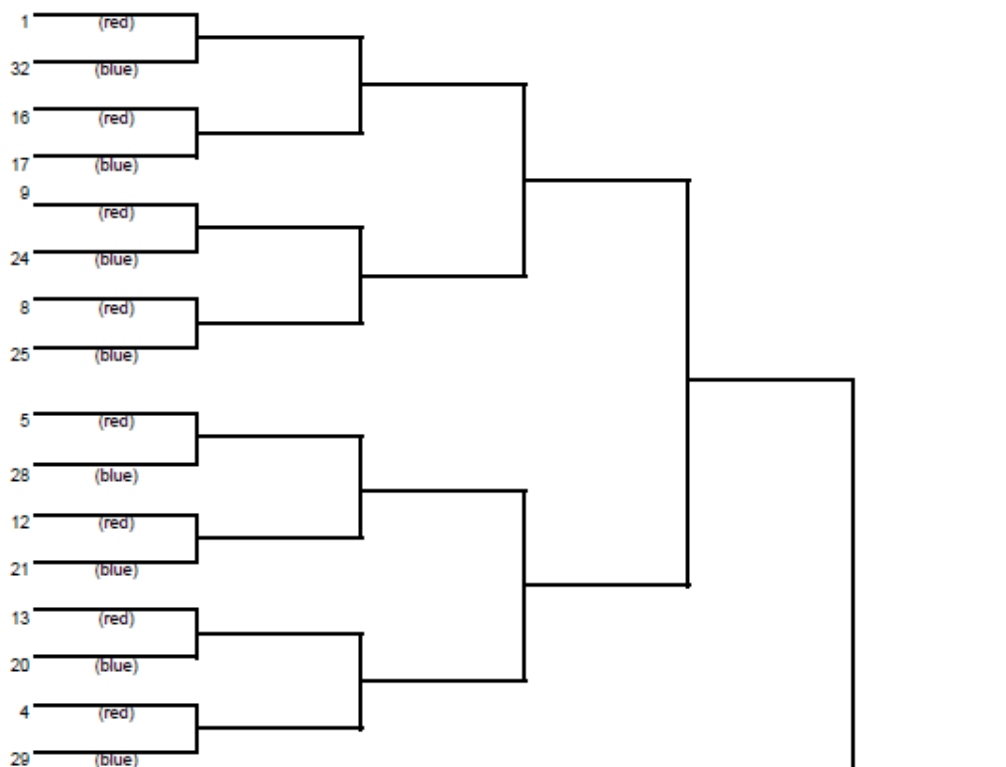 1 (red)
32 (blue)
16 (red)
17 (blue)
9 (red)
24 (blue)
8 (red)
25 (blue)
5 (red)
28 (blue)
12 (red)
21 (blue)
13 (red)
20 (blue)
4 (red)
29 (blue)